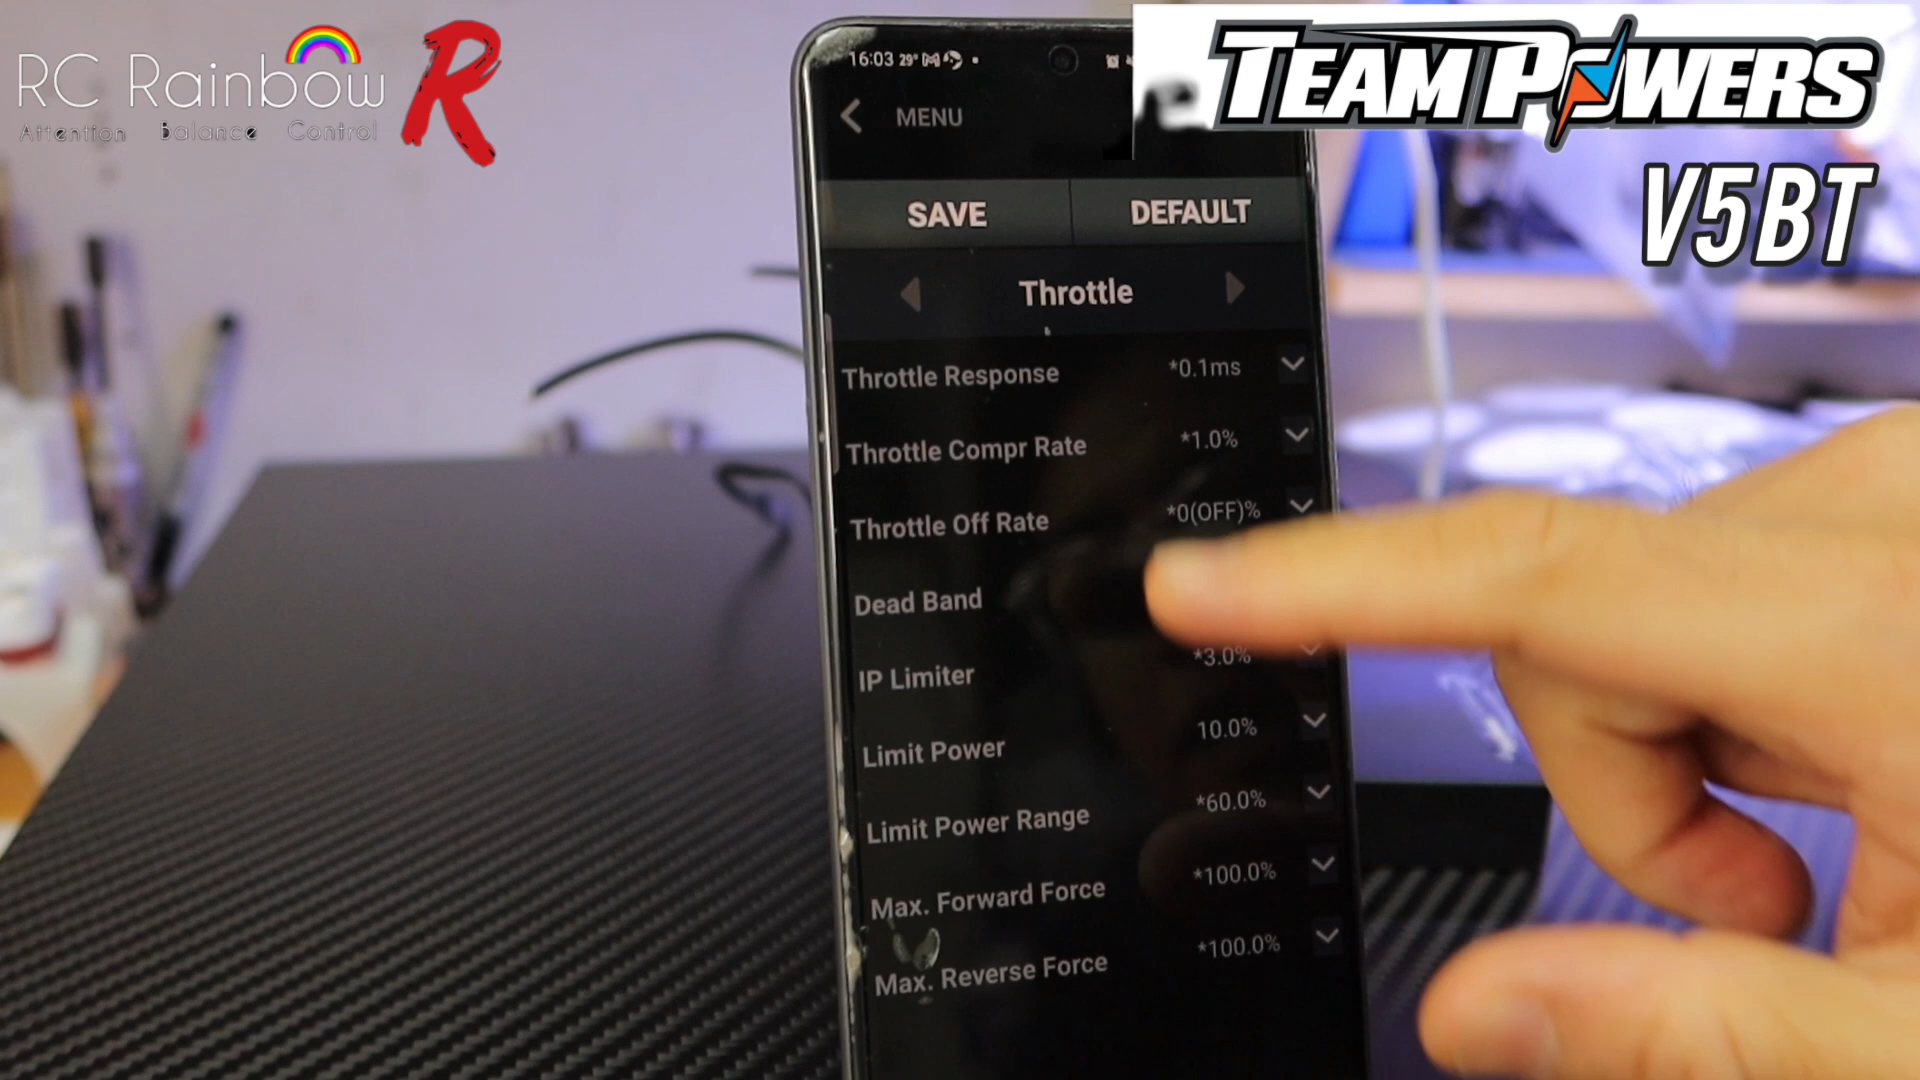 RC Rainbow R
Attention Balance Control
TEAM POWERS
V5BT
16:03 29°
MENU
SAVE DEFAULT
Throttle
Throttle Response *0.1ms
Throttle Compr Rate *1.0%
Throttle Off Rate *0(OFF)%
Dead Band
IP Limiter *3.0%
Limit Power 10.0%
Limit Power Range *60.0%
Max. Forward Force *100.0%
Max. Reverse Force *100.0%